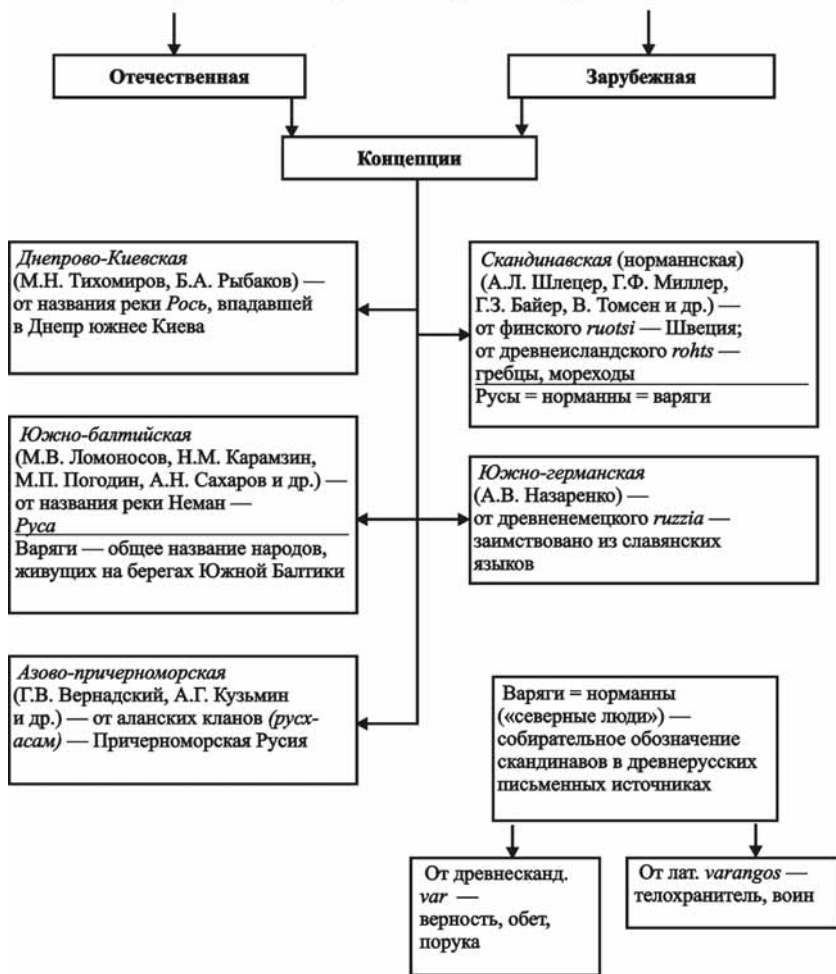 Отечественная
Зарубежная
Концепции
Днепрово-Киевская
(М.Н. Тихомиров, Б.А. Рыбаков) —
от названия реки Рось, впадавшей
в Днепр южнее Киева
Скандинавская (норманнская)
(А.Л. Шлецер, Г.Ф. Миллер,
Г.З. Байер, В. Томсен и др.) —
от финского ruotsi — Швеция;
от древнеисландского rohts —
гребцы, мореходы
Русы = норманны = варяги
Южно-балтийская
(М.В. Ломоносов, Н.М. Карамзин,
М.П. Погодин, А.Н. Сахаров и др.) —
от названия реки Неман —
Руса
Варяги — общее название народов,
живущих на берегах Южной Балтики
Южно-германская
(А.В. Назаренко) —
от древненемецкого ruzzia —
заимствовано из славянских
языков
Азово-причерноморская
(Г.В. Вернадский, А.Г. Кузьмин
и др.) — от аланских кланов (русх-
асам) — Причерноморская Русия
Варяги = норманны
(«северные люди») —
собирательное обозначение
скандинавов в древнерусских
письменных источниках
От древнесканд.
var —
верность, обет,
порука
От лат. varangos —
телохранитель, воин